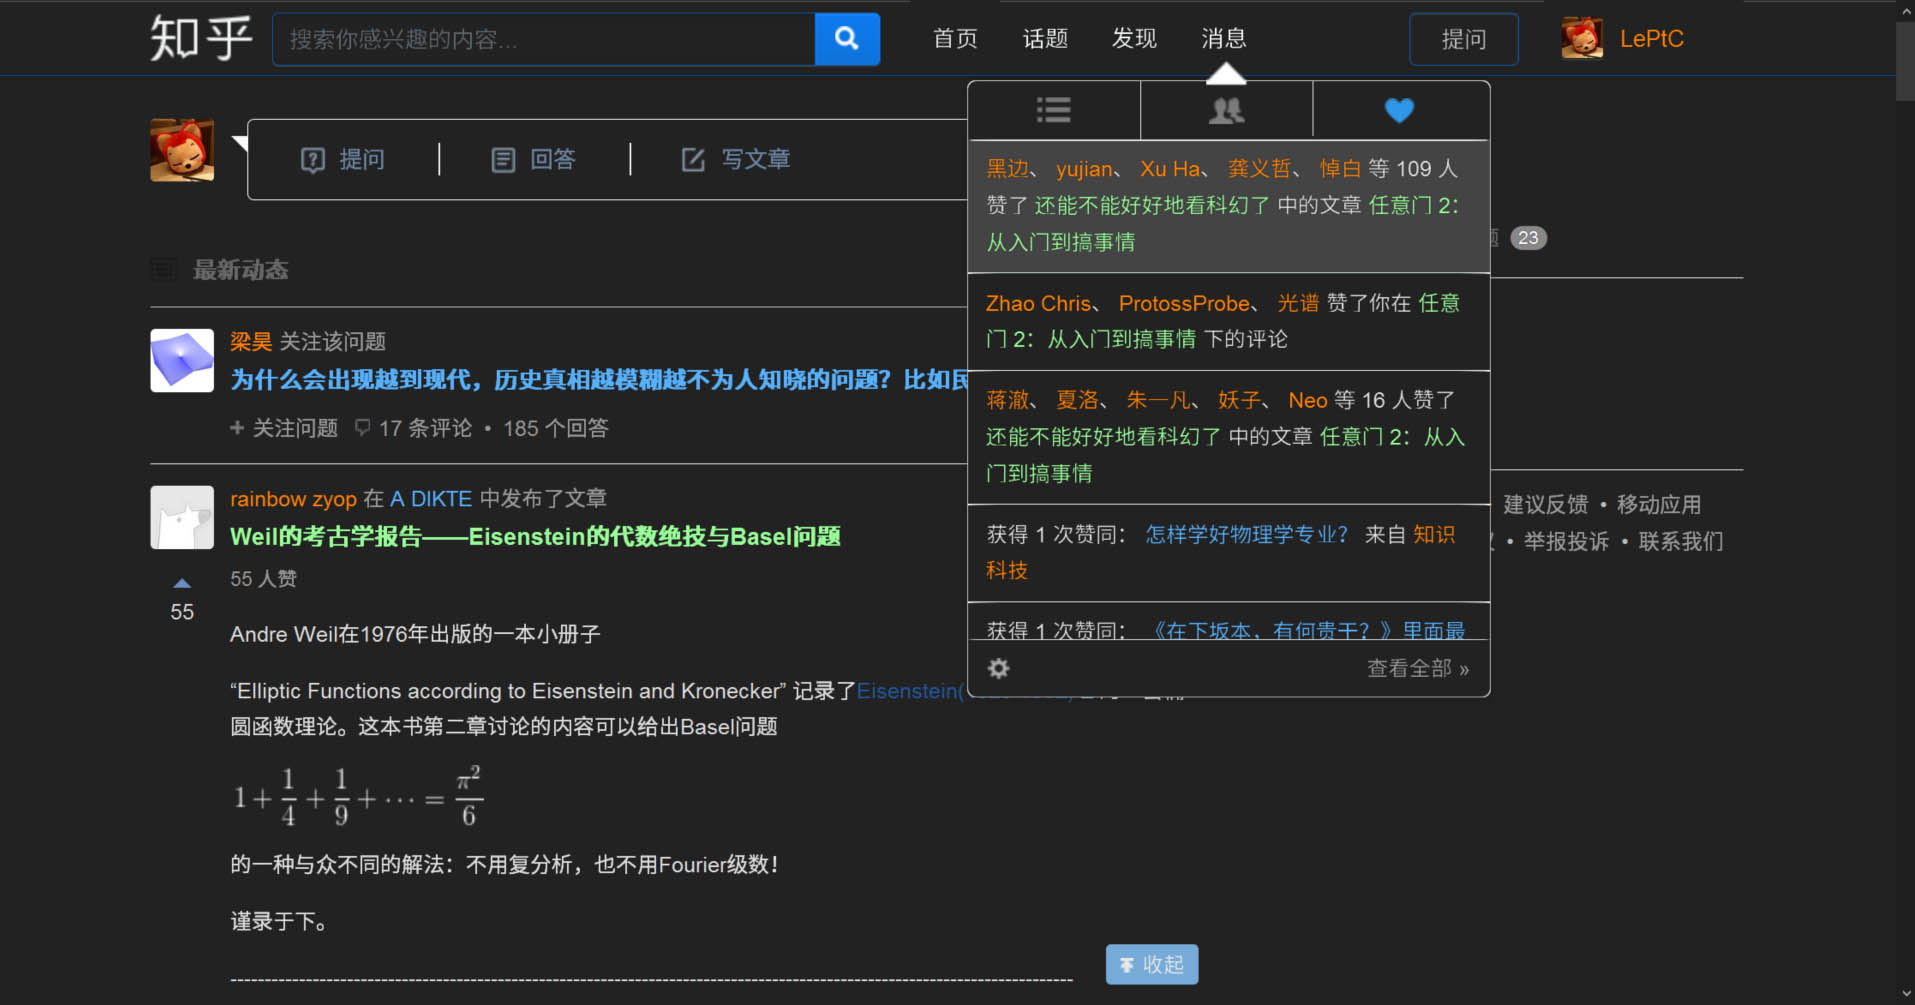 知乎
搜索你感兴趣的内容...
首页 话题 发现 消息
提问
LePtC
提问 回答 写文章
最新动态
梁昊 关注该问题
为什么会出现越到现代，历史真相越模糊越不为人知晓的问题？比如民
关注问题 17 条评论 • 185 个回答
rainbow zyop 在 A DIKTE 中发布了文章
Weil的考古学报告——Eisenstein的代数绝技与Basel问题
55 人赞
55
Andre Weil在1976年出版的一本小册子
“Elliptic Functions according to Eisenstein and Kronecker” 记录了Eisenstein(
圆函数理论。这本书第二章讨论的内容可以给出Basel问题
1 + 1/4 + 1/9 + ··· = π²/6
的一种与众不同的解法：不用复分析，也不用Fourier级数！
谨录于下。
收起
黑边、 yujian、 Xu Ha、 龚义哲、 悼白 等 109 人
赞了 还能不能好好地看科幻了 中的文章 任意门 2：
从入门到搞事情
Zhao Chris、 ProtossProbe、 光谱 赞了你在 任意
门 2：从入门到搞事情 下的评论
蒋澈、 夏洛、 朱一凡、 妖子、 Neo 等 16 人赞了
还能不能好好地看科幻了 中的文章 任意门 2：从入
门到搞事情
获得 1 次赞同： 怎样学好物理学专业？ 来自 知识
科技
获得 1 次赞同： 《在下坂本，有何贵干？》里面最
查看全部 »
题 23
建议反馈 • 移动应用
• 举报投诉 • 联系我们